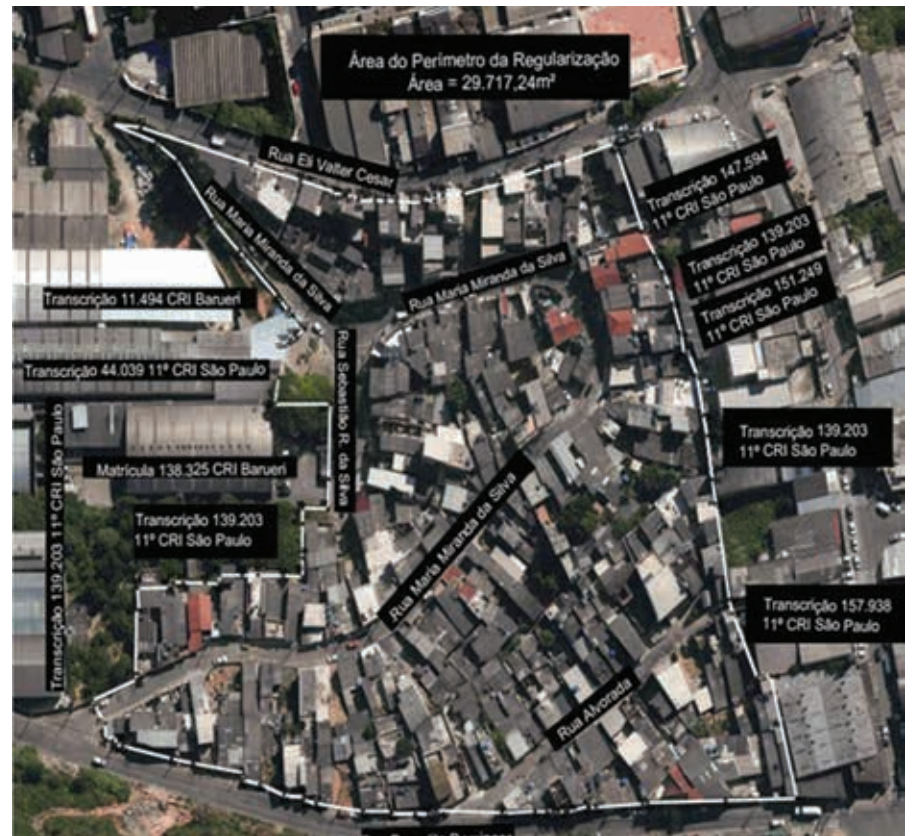 Área do Perímetro da Regularização
Área = 29.717,24m²
Rua Eli Valter Cesar
Transcrição 147.594
11º CRI São Paulo
Rua Maria Miranda da Silva
Transcrição 139.203
11º CRI São Paulo
Rua Maria Miranda da Silva
Transcrição 151.249
11º CRI São Paulo
Transcrição 11.494 CRI Barueri
Rua Sebastião R. da Silva
Transcrição 44.039 11º CRI São Paulo
Transcrição 139.203 11º CRI São Paulo
Transcrição 139.203
11º CRI São Paulo
Matrícula 138.325 CRI Barueri
Rua Maria Miranda da Silva
Transcrição 139.203
11º CRI São Paulo
Transcrição 157.938
11º CRI São Paulo
Rua Alvorada